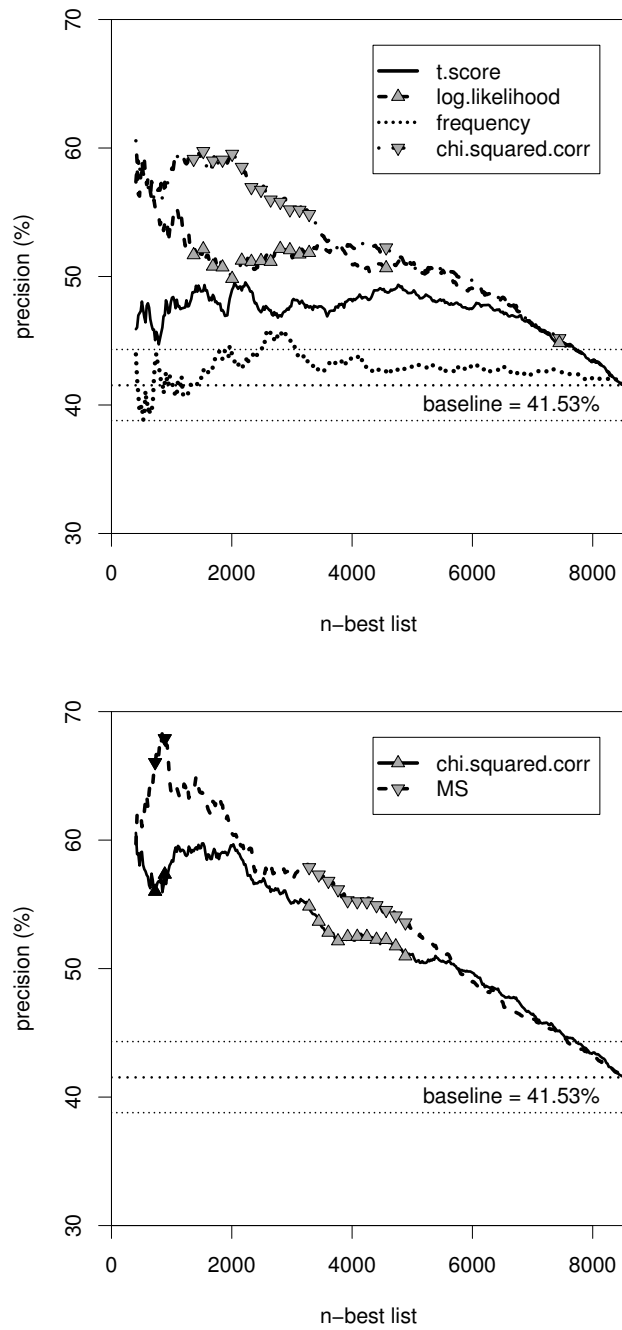 70
60
50
40
30
precision (%)
t.score
log.likelihood
frequency
chi.squared.corr
baseline = 41.53%
0 2000 4000 6000 8000
n−best list
70
60
50
40
30
precision (%)
chi.squared.corr
MS
baseline = 41.53%
0 2000 4000 6000 8000
n−best list